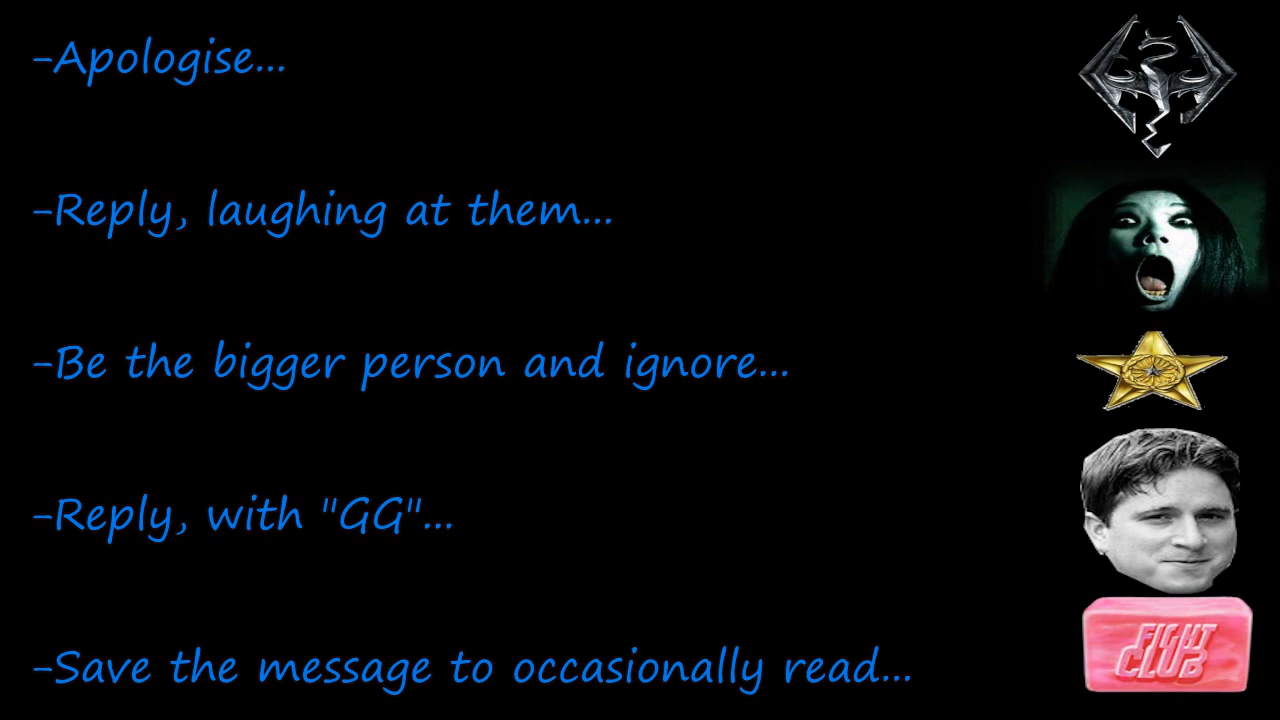 -Apologise...
-Reply, laughing at them...
-Be the bigger person and ignore...
-Reply, with "GG"...
-Save the message to occasionally read...
FIGHT
CLUB